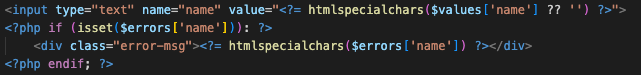 <input type="text" name="name" value="<?= htmlspecialchars($values['name'] ?? '') ?>">
<?php if (isset($errors['name'])): ?>
    <div class="error-msg"><?= htmlspecialchars($errors['name']) ?></div>
<?php endif; ?>